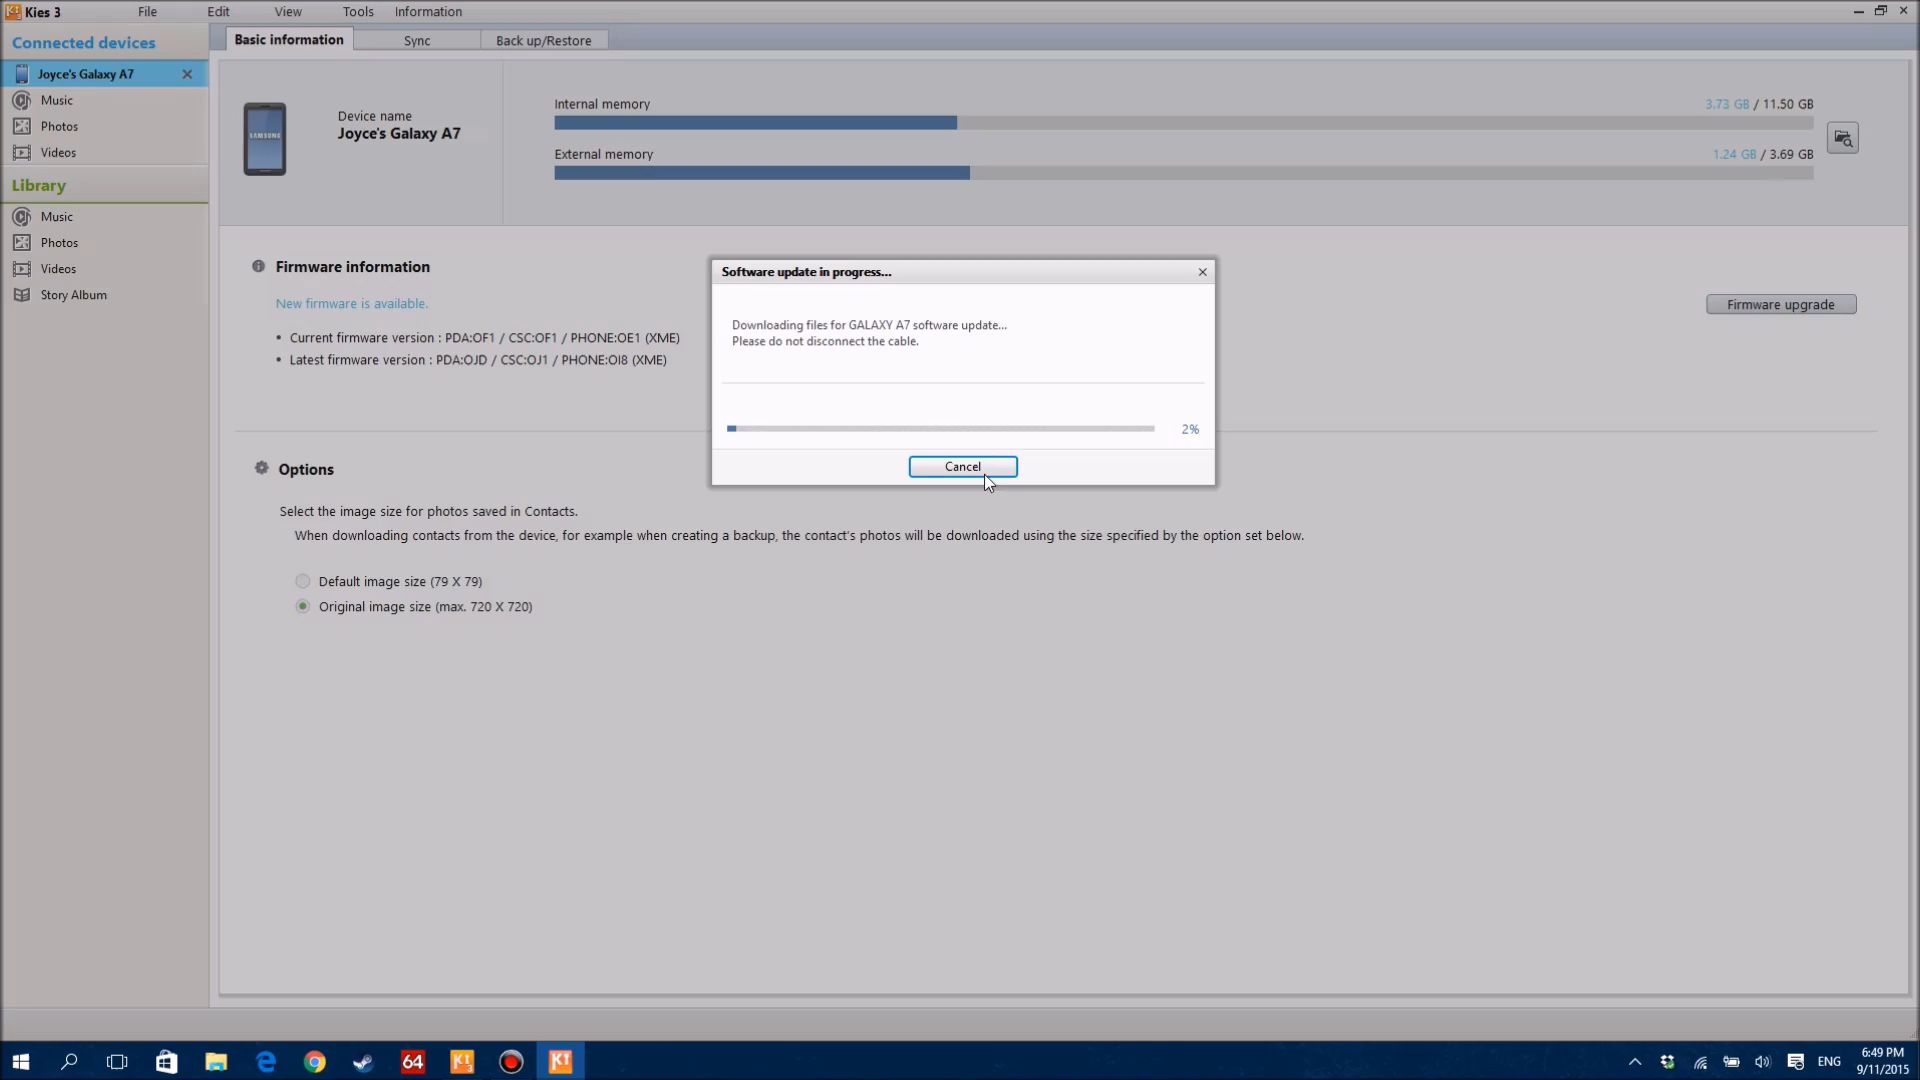 Kies 3
File Edit View Tools Information
Connected devices
Joyce's Galaxy A7
Music
Photos
Videos
Library
Music
Photos
Videos
Story Album
Basic information Sync Back up/Restore
SAMSUNG
Device name
Joyce's Galaxy A7
Internal memory 3.73 GB / 11.50 GB
External memory 1.24 GB / 3.69 GB
Firmware information
New firmware is available.
Firmware upgrade
• Current firmware version : PDA:OF1 / CSC:OF1 / PHONE:OE1 (XME)
• Latest firmware version : PDA:OJD / CSC:OJ1 / PHONE:OI8 (XME)
Software update in progress...
Downloading files for GALAXY A7 software update...
Please do not disconnect the cable.
2%
Cancel
Options
Select the image size for photos saved in Contacts.
When downloading contacts from the device, for example when creating a backup, the contact's photos will be downloaded using the size specified by the option set below.
Default image size (79 X 79)
Original image size (max. 720 X 720)
64
ENG
6:49 PM
9/11/2015